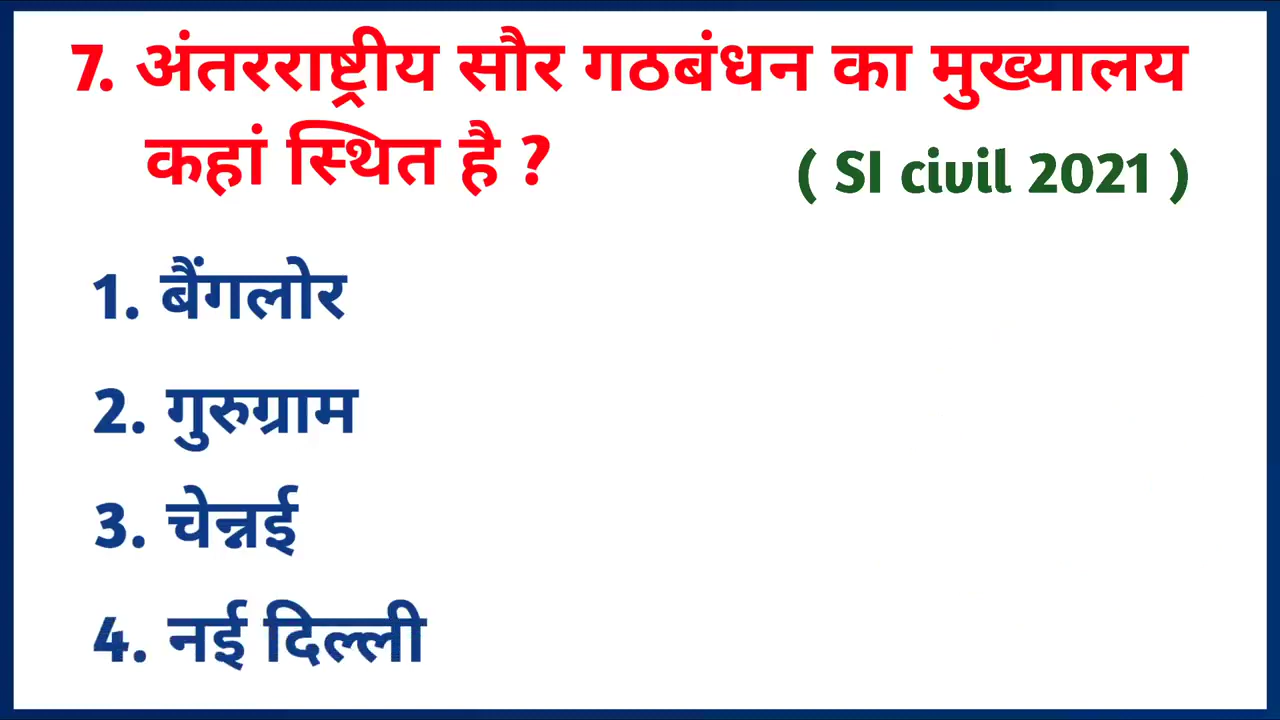 7. अंतरराष्ट्रीय सौर गठबंधन का मुख्यालय
कहां स्थित है ?
( SI civil 2021 )
1. बैंगलोर
2. गुरुग्राम
3. चेन्नई
4. नई दिल्ली